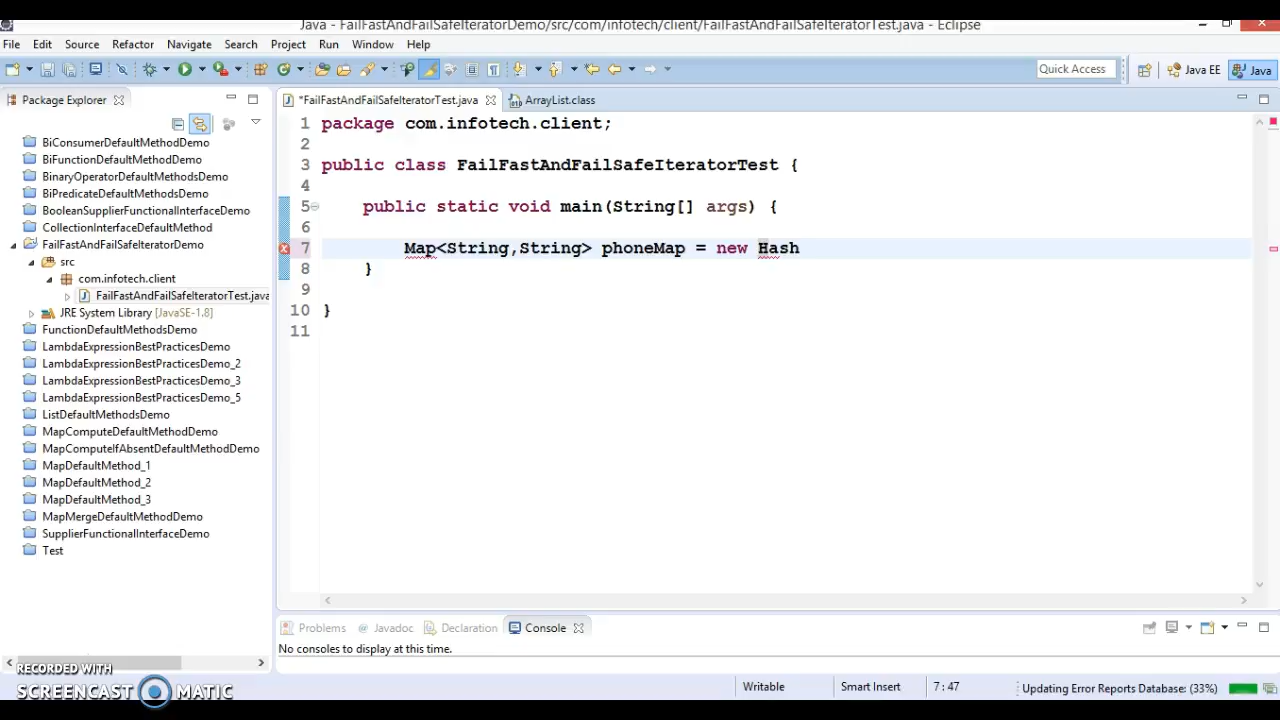 Java - FailFastAndFailSafeIteratorDemo/src/com/infotech/client/FailFastAndFailSafeIteratorTest.java - Eclipse
File Edit Source Refactor Navigate Search Project Run Window Help
Quick Access Java EE Java
Package Explorer
*FailFastAndFailSafeIteratorTest.java ArrayList.class
BiConsumerDefaultMethodDemo
BiFunctionDefaultMethodDemo
BinaryOperatorDefaultMethodDemo
BiPredicateDefaultMethodsDemo
BooleanSupplierFunctionalInterfaceDemo
CollectionInterfaceDefaultMethod
FailFastAndFailSafeIteratorDemo
src
com.infotech.client
FailFastAndFailSafeIteratorTest.java
JRE System Library [JavaSE-1.8]
FunctionDefaultMethodsDemo
LambdaExpressionBestPracticesDemo
LambdaExpressionBestPracticesDemo_2
LambdaExpressionBestPracticesDemo_3
LambdaExpressionBestPracticesDemo_5
ListDefaultMethodsDemo
MapComputeDefaultMethodDemo
MapComputeIfAbsentDefaultMethodDemo
MapDefaultMethod_1
MapDefaultMethod_2
MapDefaultMethod_3
MapMergeDefaultMethodDemo
SupplierFunctionalInterfaceDemo
Test
1 package com.infotech.client;
2
3 public class FailFastAndFailSafeIteratorTest {
4
5 public static void main(String[] args) {
6
7 Map<String,String> phoneMap = new Hash
8 }
9
10 }
11
Problems Javadoc Declaration Console
No consoles to display at this time.
RECORDED WITH
SCREENCAST MATIC
Writable Smart Insert 7 : 47 Updating Error Reports Database: (33%)